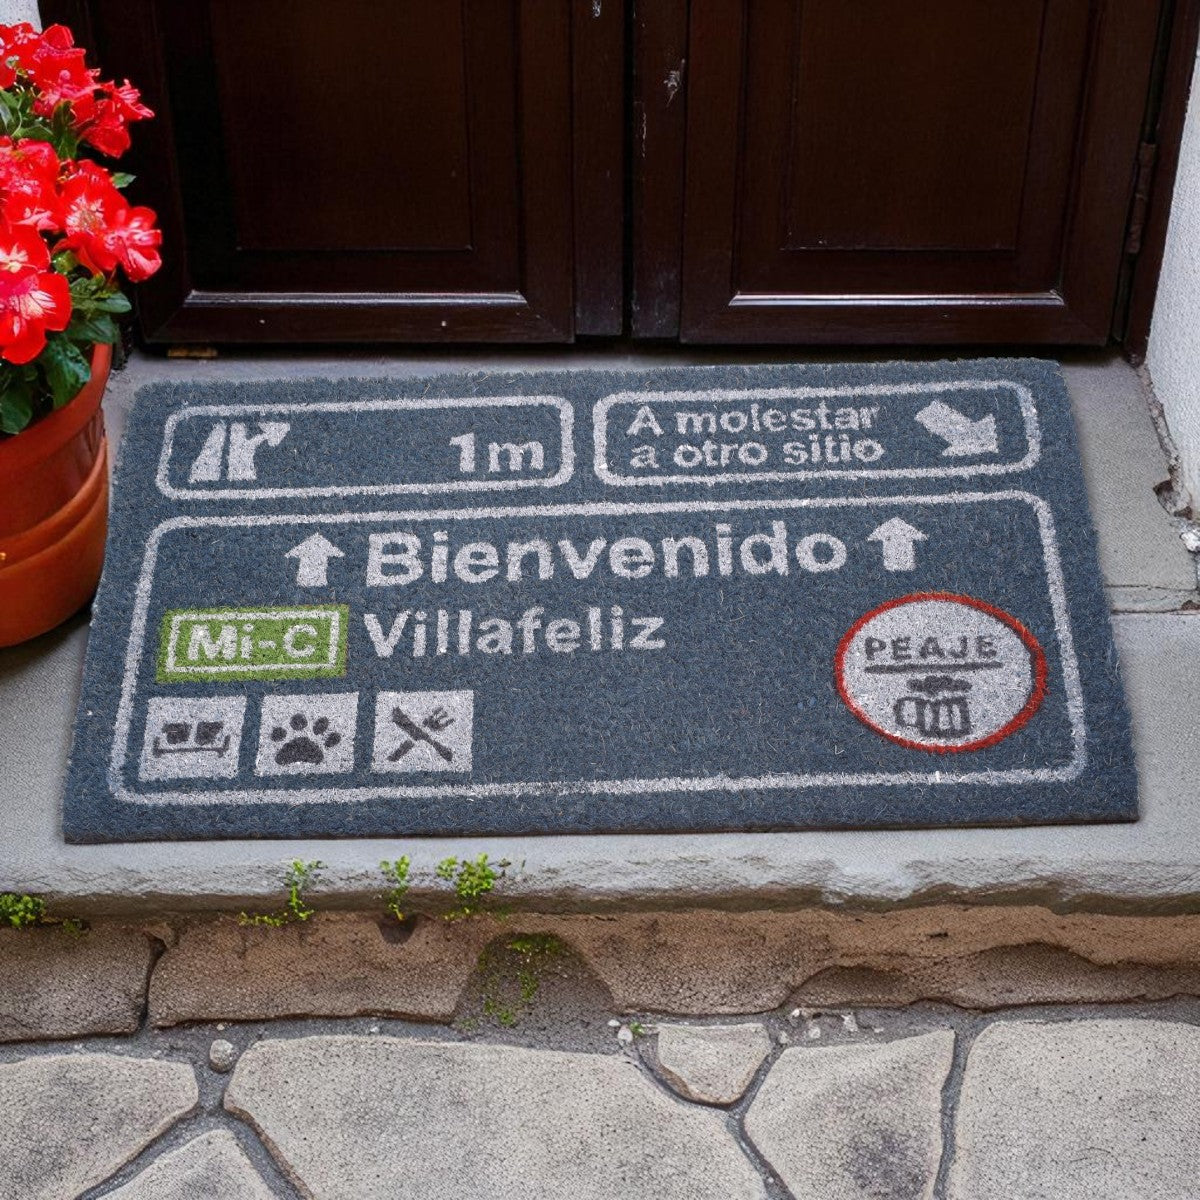 1m
A molestar
a otro sitio
Bienvenido
Mi-C Villafeliz
PEAJE